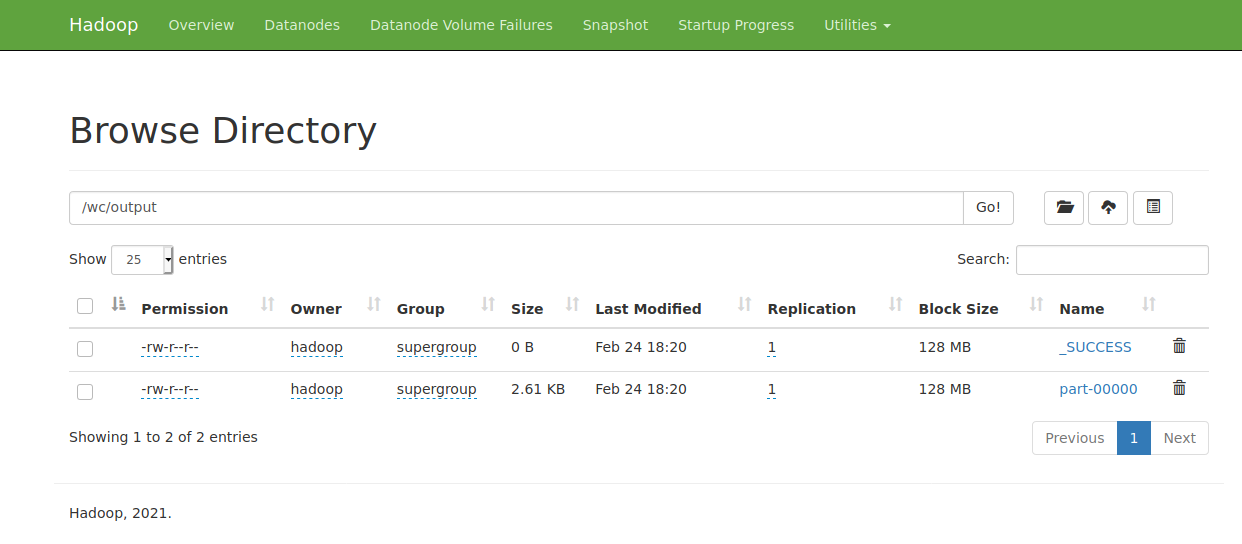 Hadoop Overview Datanodes Datanode Volume Failures Snapshot Startup Progress Utilities
Browse Directory
/wc/output Go!
Show 25 entries Search:
Permission Owner Group Size Last Modified Replication Block Size Name
-rw-r--r-- hadoop supergroup 0 B Feb 24 18:20 1 128 MB _SUCCESS
-rw-r--r-- hadoop supergroup 2.61 KB Feb 24 18:20 1 128 MB part-00000
Showing 1 to 2 of 2 entries Previous 1 Next
Hadoop, 2021.